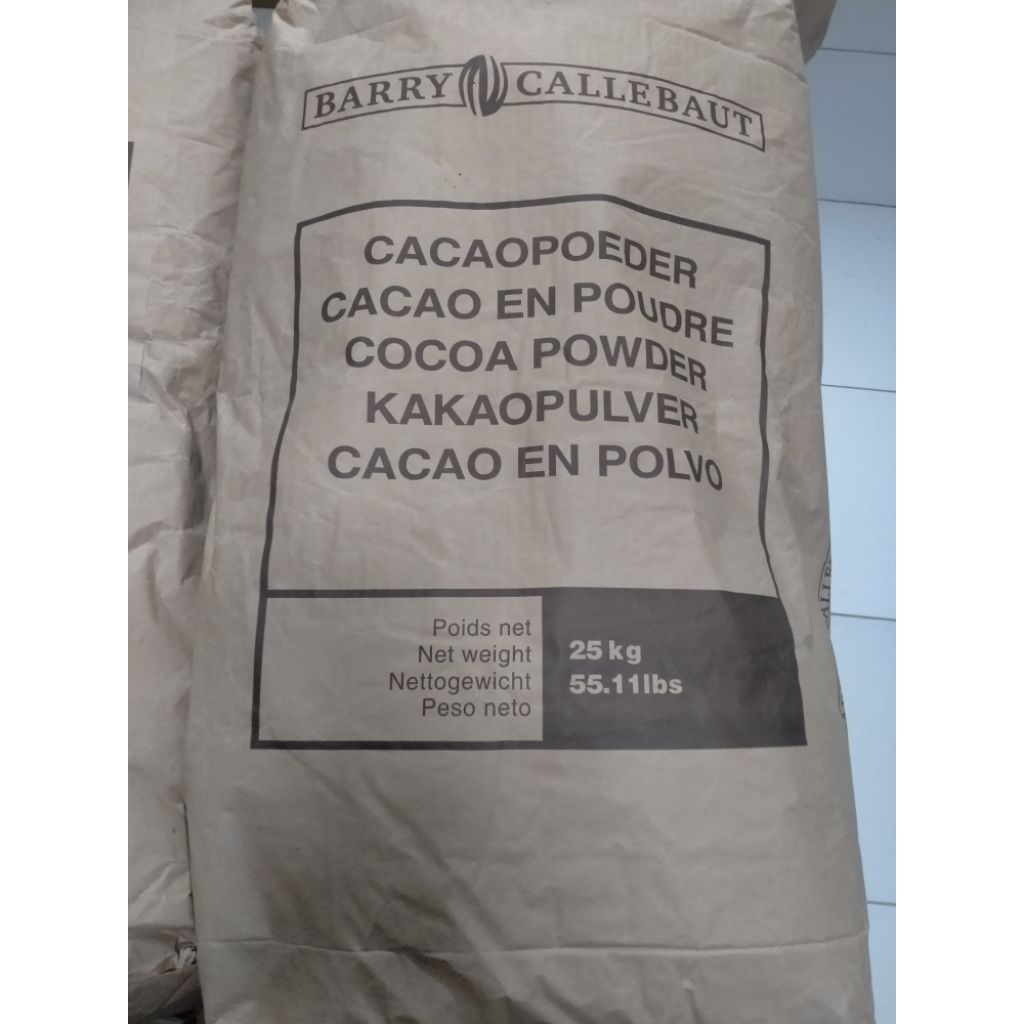 BARRY CALLEBAUT
CACAOPOEDER
CACAO EN POUDRE
COCOA POWDER
KAKAOPULVER
CACAO EN POLVO
Poids net
Net weight
Nettogewicht
Peso neto
25 kg
55.11lbs